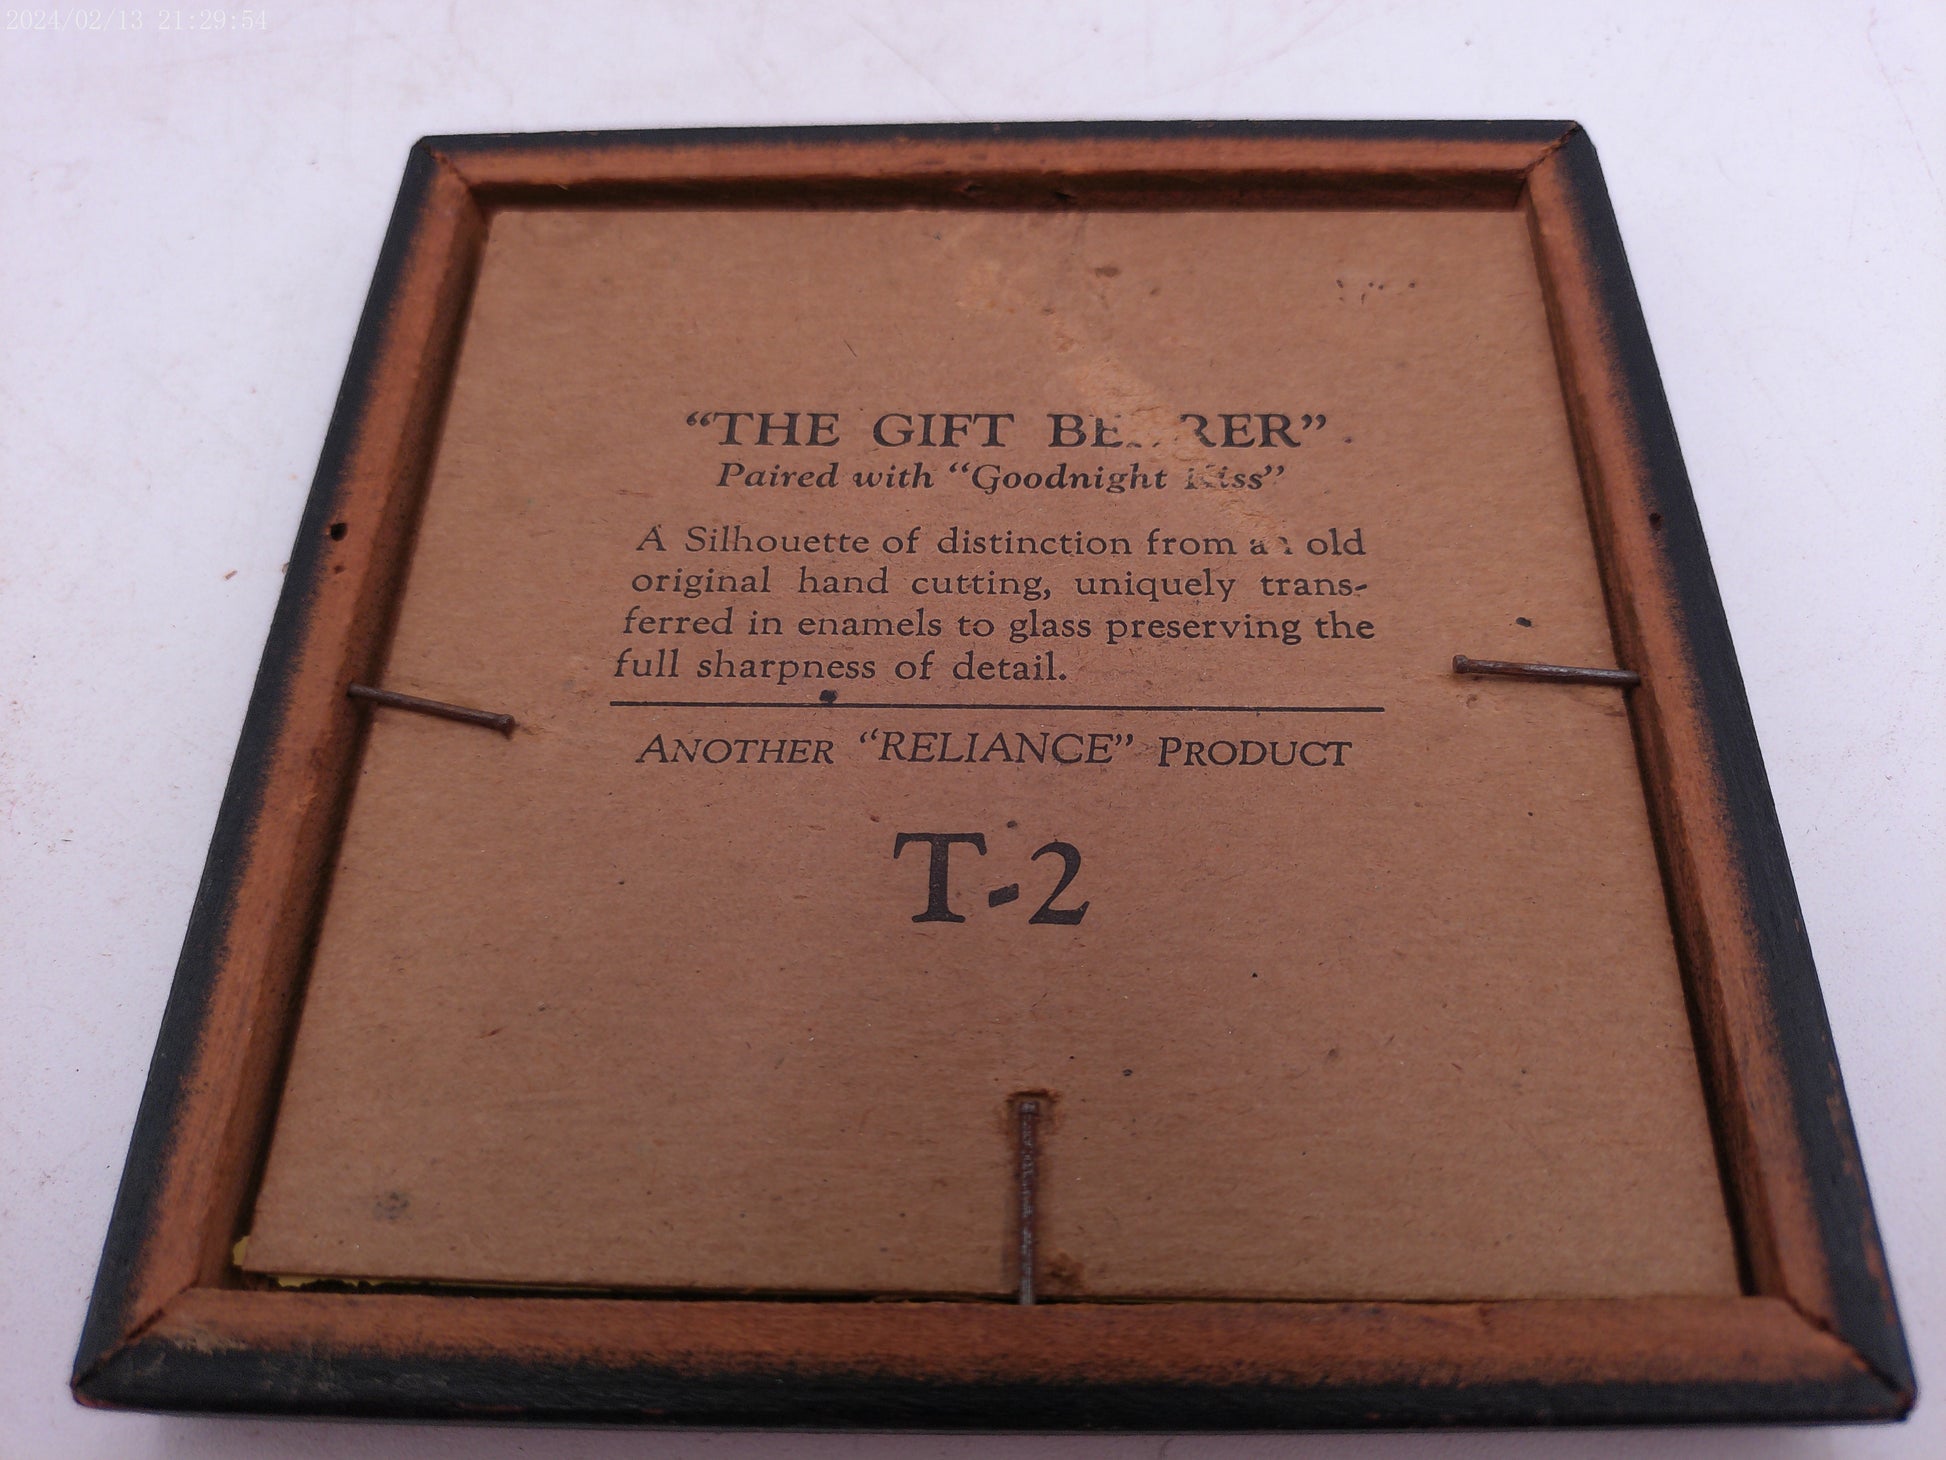 2024/02/13 21:29:54
“THE GIFT BEARER”
Paired with “Goodnight Kiss”
A Silhouette of distinction from an old
original hand cutting, uniquely trans-
ferred in enamels to glass preserving the
full sharpness of detail.
ANOTHER “RELIANCE” PRODUCT
T-2